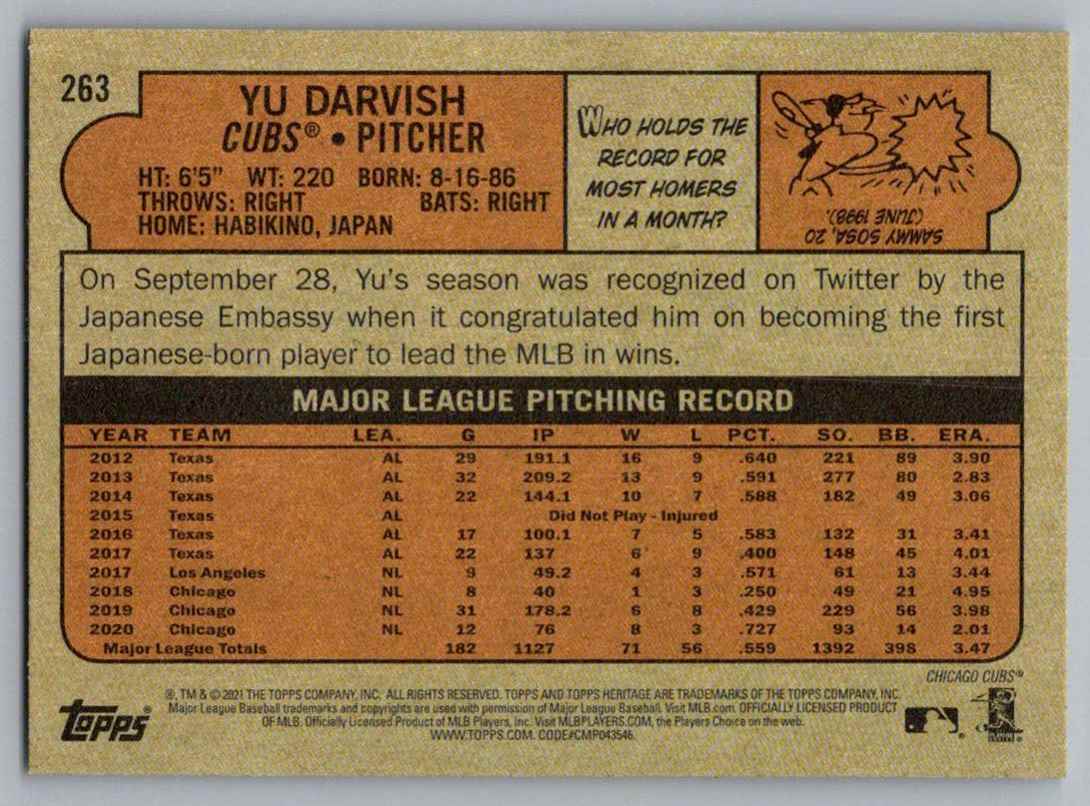 263
YU DARVISH
CUBS® • PITCHER
HT: 6'5" WT: 220 BORN: 8-16-86
THROWS: RIGHT BATS: RIGHT
HOME: HABIKINO, JAPAN
WHO HOLDS THE
RECORD FOR
MOST HOMERS
IN A MONTH?
SAMMY SOSA, 20
(JUNE 1998).
On September 28, Yu's season was recognized on Twitter by the
Japanese Embassy when it congratulated him on becoming the first
Japanese-born player to lead the MLB in wins.
MAJOR LEAGUE PITCHING RECORD
YEAR TEAM LEA. G IP W L PCT. SO. BB. ERA.
2012 Texas AL 29 191.1 16 9 .640 221 89 3.90
2013 Texas AL 32 209.2 13 9 .591 277 80 2.83
2014 Texas AL 22 144.1 10 7 .588 182 49 3.06
2015 Texas AL Did Not Play - Injured
2016 Texas AL 17 100.1 7 5 .583 132 31 3.41
2017 Texas AL 22 137 6 9 .400 148 45 4.01
2017 Los Angeles NL 9 49.2 4 3 .571 61 13 3.44
2018 Chicago NL 8 40 1 3 .250 49 21 4.95
2019 Chicago NL 31 178.2 6 8 .429 229 56 3.98
2020 Chicago NL 12 76 8 3 .727 93 14 2.01
Major League Totals 182 1127 71 56 .559 1392 398 3.47
CHICAGO CUBS®
topps®
®, TM & © 2021 THE TOPPS COMPANY, INC. ALL RIGHTS RESERVED. TOPPS AND TOPPS HERITAGE ARE TRADEMARKS OF THE TOPPS COMPANY, INC.
Major League Baseball trademarks and copyrights are used with permission of Major League Baseball. Visit MLB.com. OFFICIALLY LICENSED PRODUCT
OF MLB. Officially Licensed Product of MLB Players, Inc. Visit MLBPLAYERS.COM, the Players Choice on the web.
WWW.TOPPS.COM. CODE#CMP043546.